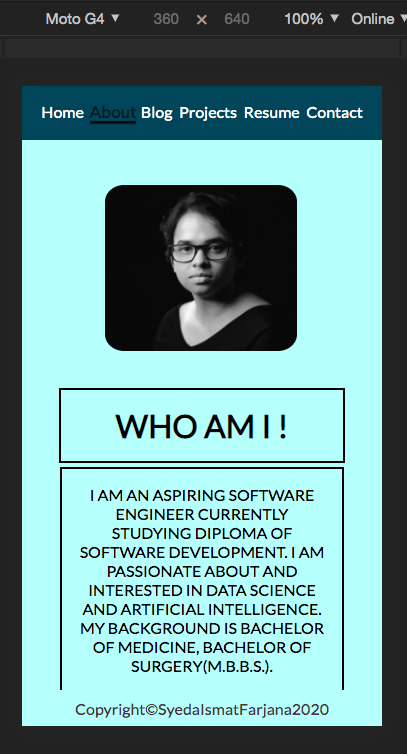 Moto G4 ▼ 360 × 640 100% ▼ Online ▼
Home About Blog Projects Resume Contact
WHO AM I !
I AM AN ASPIRING SOFTWARE
ENGINEER CURRENTLY
STUDYING DIPLOMA OF
SOFTWARE DEVELOPMENT. I AM
PASSIONATE ABOUT AND
INTERESTED IN DATA SCIENCE
AND ARTIFICIAL INTELLIGENCE.
MY BACKGROUND IS BACHELOR
OF MEDICINE, BACHELOR OF
SURGERY(M.B.B.S.).
Copyright©SyedaIsmatFarjana2020